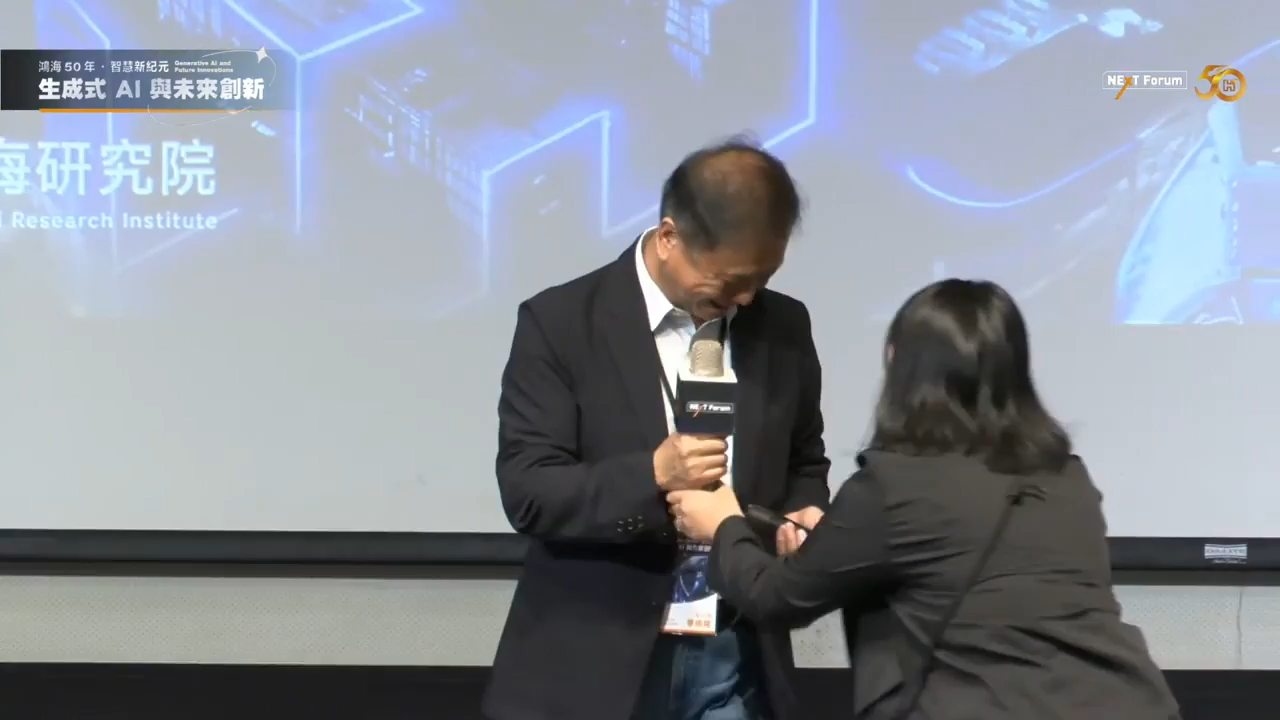 鴻海 50 年・智慧新紀元 Generative AI and Future Innovations
生成式 AI 與未來創新
NEXT Forum
50
海研究院
Research Institute
NEXT Forum